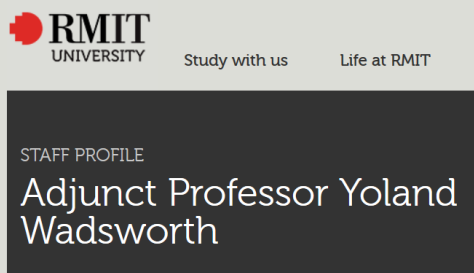 RMIT
UNIVERSITY
Study with us Life at RMIT
STAFF PROFILE
Adjunct Professor Yoland
Wadsworth